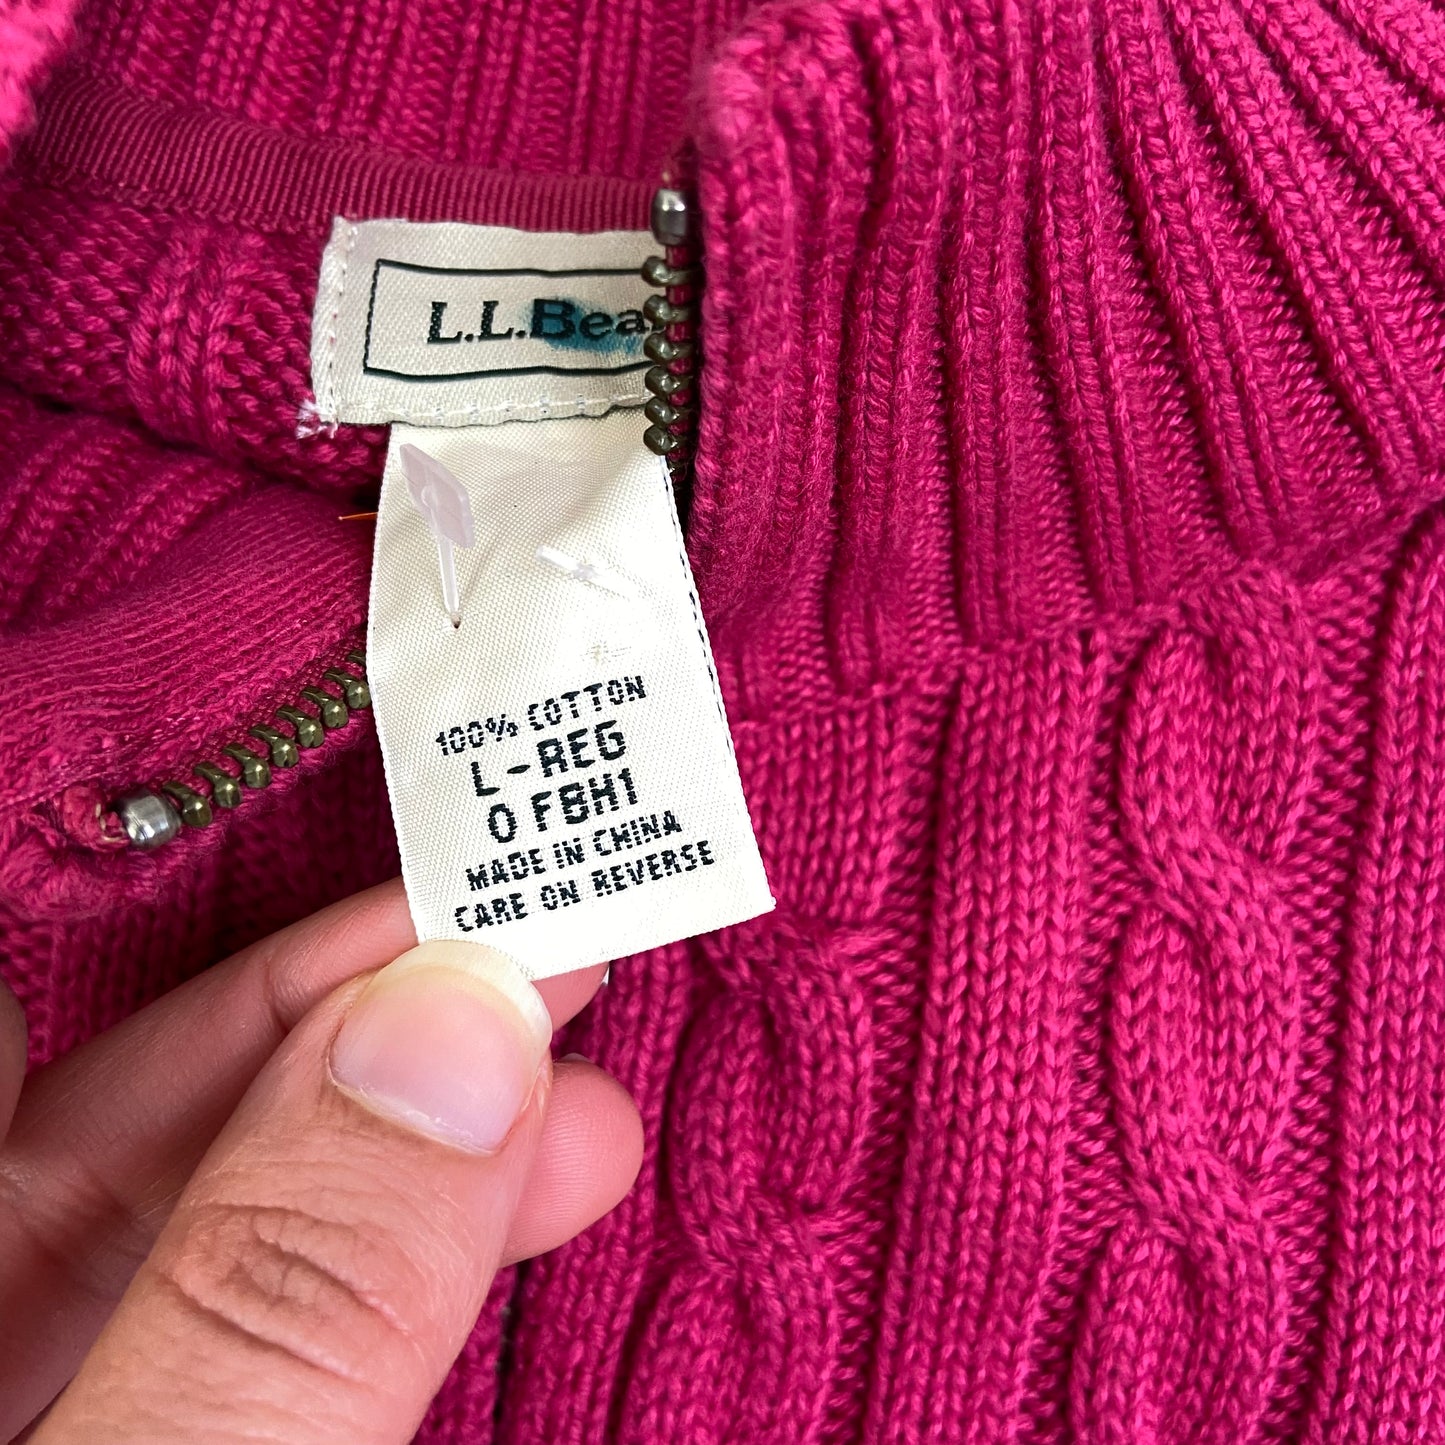 L.L.Bea
100% COTTON
L-REG
0 FBH1
MADE IN CHINA
CARE ON REVERSE